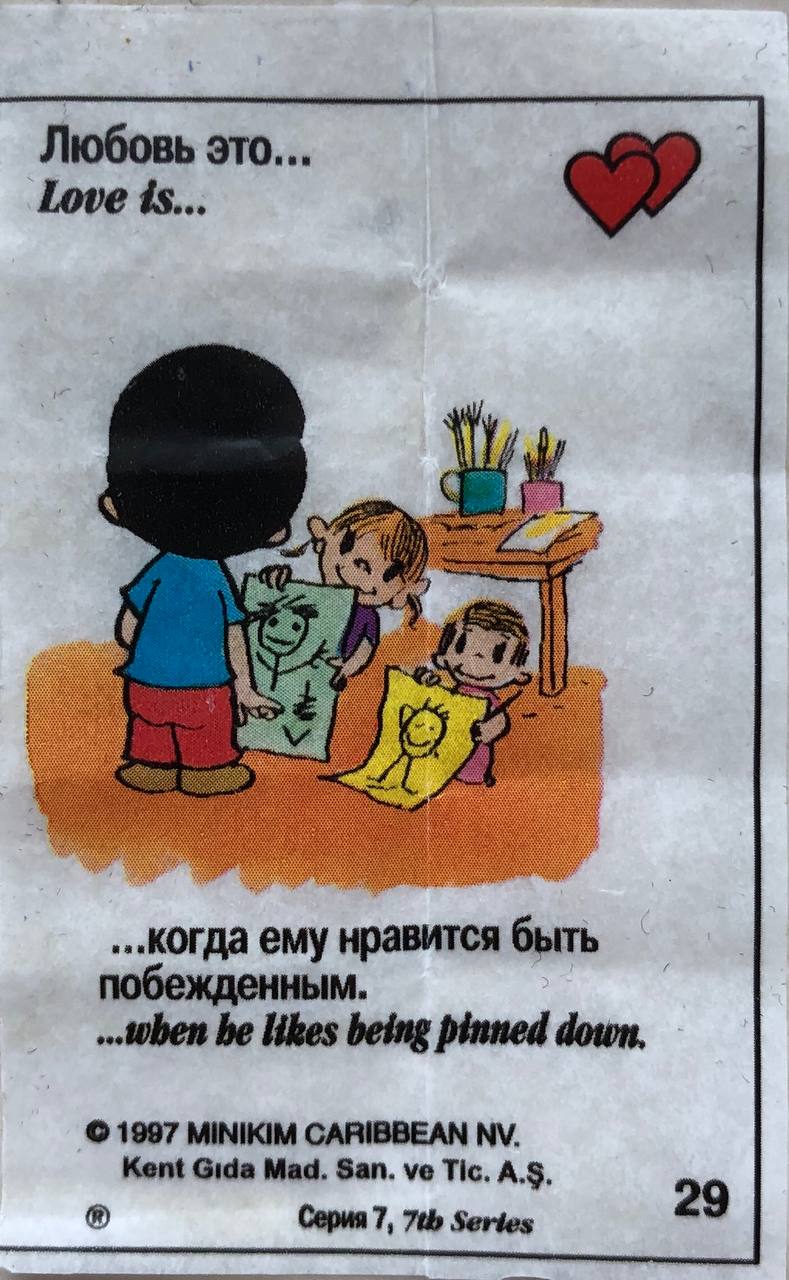 Любовь это...
Love is...
...когда ему нравится быть
побежденным.
...when he likes being pinned down.
© 1997 MINIKIM CARIBBEAN NV.
Kent Gıda Mad. San. ve Tic. A.Ş.
29
® Серия 7, 7th Series